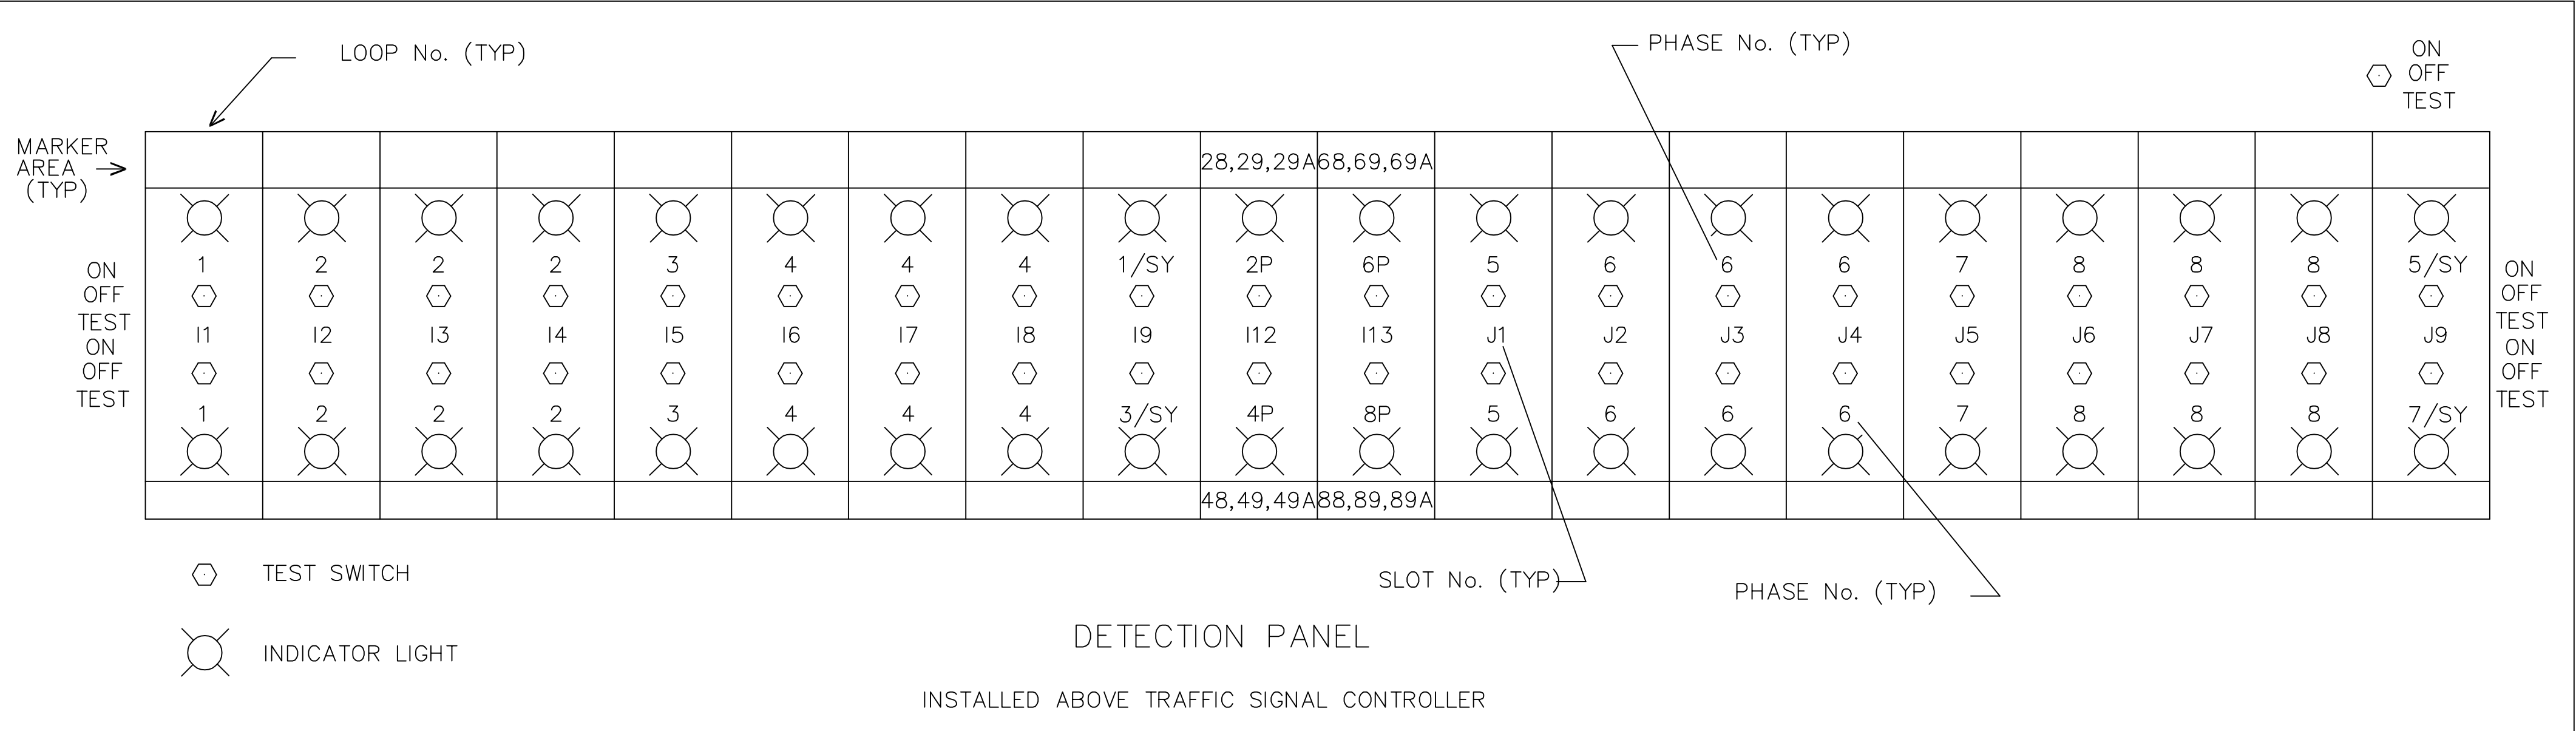 LOOP No. (TYP)
PHASE No. (TYP)
ON
OFF
TEST
MARKER
AREA
(TYP)
28,29,29A 68,69,69A
1 2 2 2 3 4 4 4 1/SY 2P 6P 5 6 6 6 7 8 8 8 5/SY
ON
OFF
TEST
ON
OFF
TEST
I1 I2 I3 I4 I5 I6 I7 I8 I9 I12 I13 J1 J2 J3 J4 J5 J6 J7 J8 J9
ON
OFF
TEST
ON
OFF
TEST
1 2 2 2 3 4 4 4 3/SY 4P 8P 5 6 6 6 7 8 8 8 7/SY
48,49,49A 88,89,89A
TEST SWITCH
SLOT No. (TYP)
PHASE No. (TYP)
INDICATOR LIGHT
DETECTION PANEL
INSTALLED ABOVE TRAFFIC SIGNAL CONTROLLER